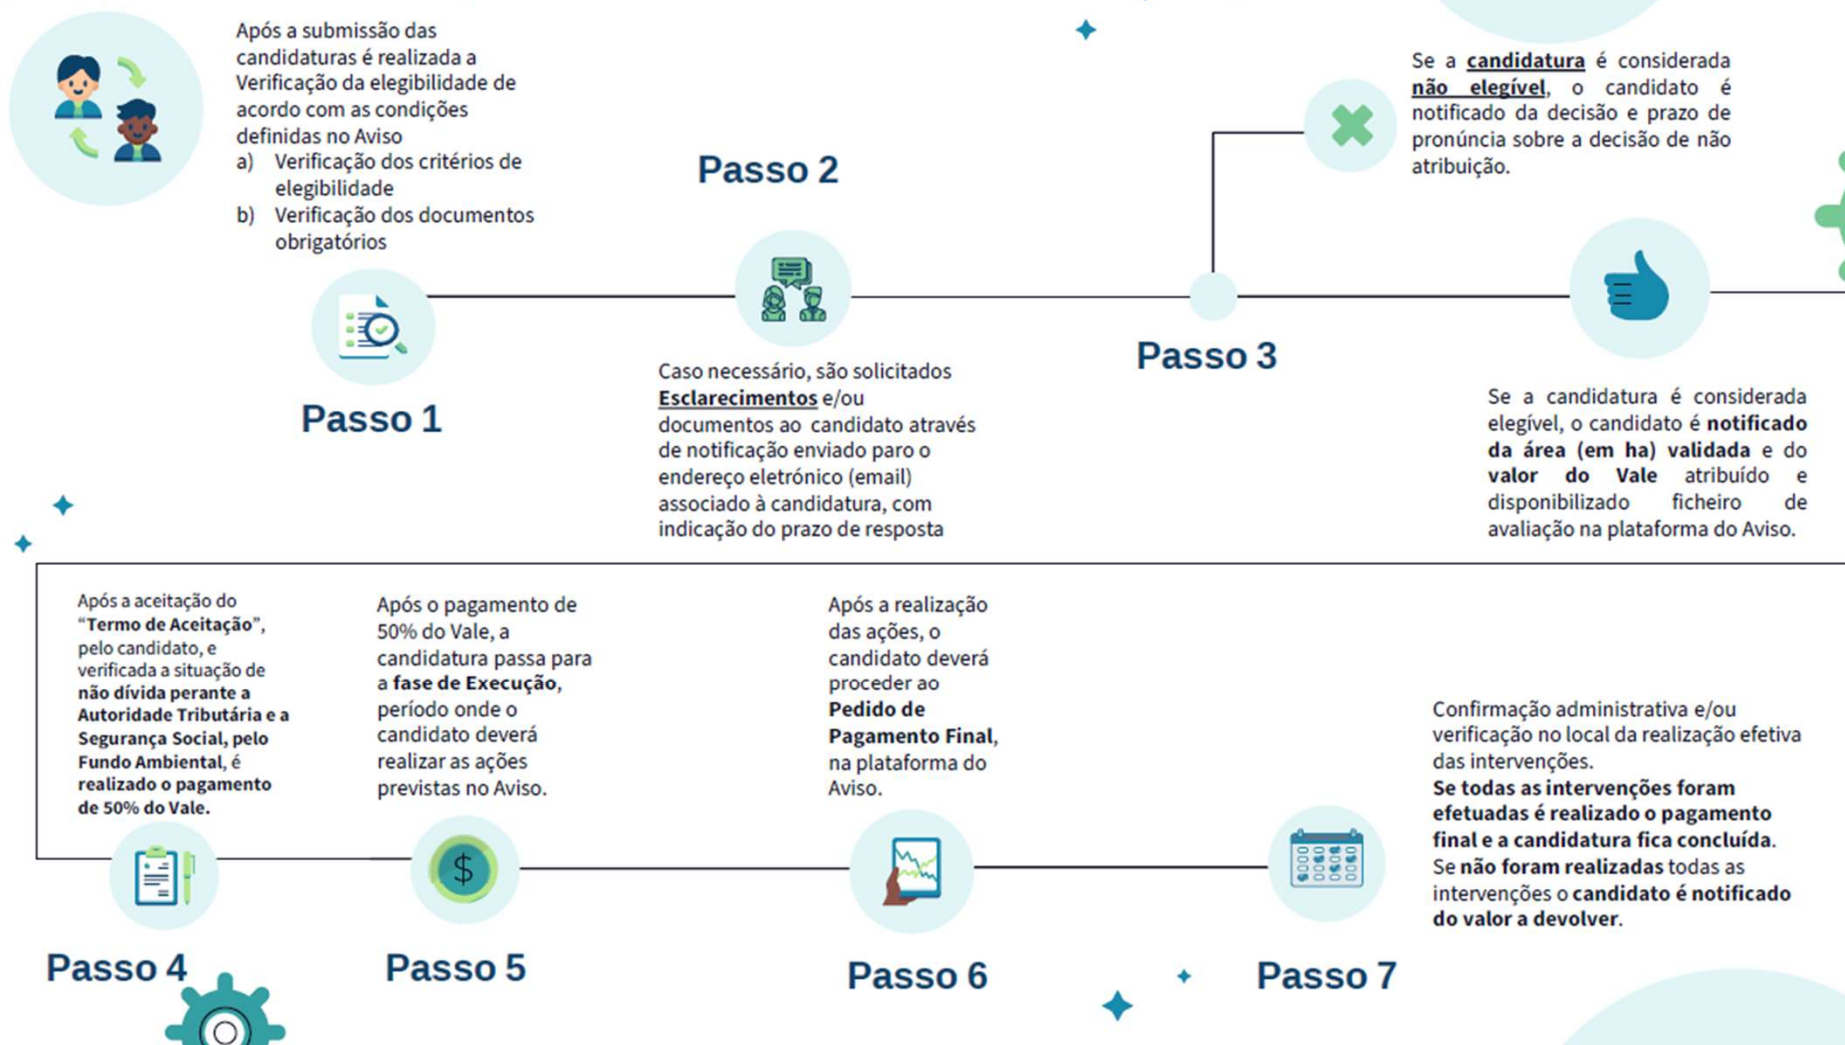 Após a submissão das
candidaturas é realizada a
Verificação da elegibilidade de
acordo com as condições
definidas no Aviso
a) Verificação dos critérios de
elegibilidade
b) Verificação dos documentos
obrigatórios
Passo 1
Passo 2
Caso necessário, são solicitados
Esclarecimentos e/ou
documentos ao candidato através
de notificação enviado paro o
endereço eletrónico (email)
associado à candidatura, com
indicação do prazo de resposta
Passo 3
Se a candidatura é considerada
não elegível, o candidato é
notificado da decisão e prazo de
pronúncia sobre a decisão de não
atribuição.
Se a candidatura é considerada
elegível, o candidato é notificado
da área (em ha) validada e do
valor do Vale atribuído e
disponibilizado ficheiro de
avaliação na plataforma do Aviso.
Após a aceitação do
“Termo de Aceitação”,
pelo candidato, e
verificada a situação de
não dívida perante a
Autoridade Tributária e a
Segurança Social, pelo
Fundo Ambiental, é
realizado o pagamento
de 50% do Vale.
Passo 4
Após o pagamento de
50% do Vale, a
candidatura passa para
a fase de Execução,
período onde o
candidato deverá
realizar as ações
previstas no Aviso.
$
Passo 5
Após a realização
das ações, o
candidato deverá
proceder ao
Pedido de
Pagamento Final,
na plataforma do
Aviso.
Passo 6
Confirmação administrativa e/ou
verificação no local da realização efetiva
das intervenções.
Se todas as intervenções foram
efetuadas é realizado o pagamento
final e a candidatura fica concluída.
Se não foram realizadas todas as
intervenções o candidato é notificado
do valor a devolver.
Passo 7